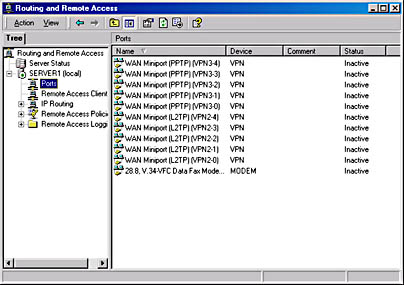 Routing and Remote Access
Action View
Tree
Routing and Remote Access
Server Status
SERVER1 (local)
Ports
Remote Access Client
IP Routing
Remote Access Policie
Remote Access Loggi
Ports
Name Device Comment Status
WAN Miniport (PPTP) (VPN3-4) VPN Inactive
WAN Miniport (PPTP) (VPN3-3) VPN Inactive
WAN Miniport (PPTP) (VPN3-2) VPN Inactive
WAN Miniport (PPTP) (VPN3-1) VPN Inactive
WAN Miniport (PPTP) (VPN3-0) VPN Inactive
WAN Miniport (L2TP) (VPN2-4) VPN Inactive
WAN Miniport (L2TP) (VPN2-3) VPN Inactive
WAN Miniport (L2TP) (VPN2-2) VPN Inactive
WAN Miniport (L2TP) (VPN2-1) VPN Inactive
WAN Miniport (L2TP) (VPN2-0) VPN Inactive
28.8, V.34-VFC Data Fax Mode... MODEM Inactive